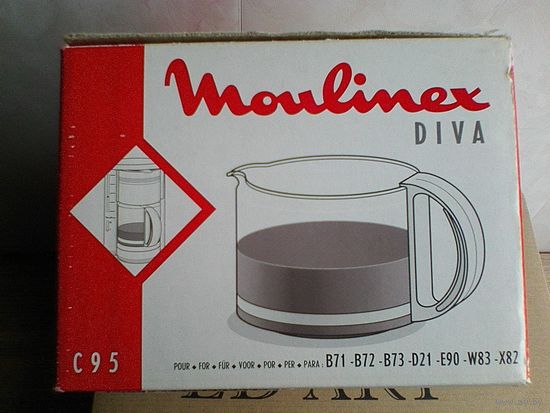 Moulinex
DIVA
C95
POUR ◆ FOR ◆ FÜR ◆ VOOR ◆ POR ◆ PER ◆ PARA : B71 -B72 -B73 -D21 -E90 -W83 -X82